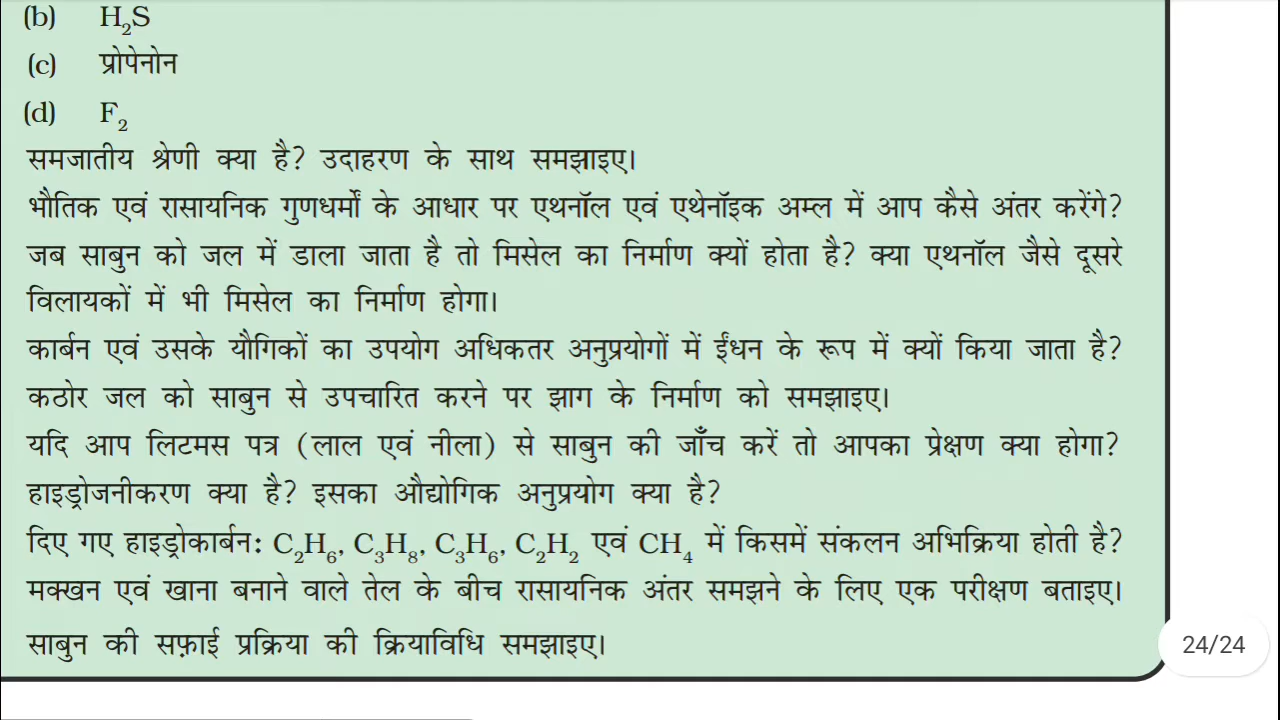 (b) H₂S
(c) प्रोपेनोन
(d) F₂
समजातीय श्रेणी क्या है? उदाहरण के साथ समझाइए।
भौतिक एवं रासायनिक गुणधर्मों के आधार पर एथनॉल एवं एथेनॉइक अम्ल में आप कैसे अंतर करेंगे?
जब साबुन को जल में डाला जाता है तो मिसेल का निर्माण क्यों होता है? क्या एथनॉल जैसे दूसरे
विलायकों में भी मिसेल का निर्माण होगा।
कार्बन एवं उसके यौगिकों का उपयोग अधिकतर अनुप्रयोगों में ईंधन के रूप में क्यों किया जाता है?
कठोर जल को साबुन से उपचारित करने पर झाग के निर्माण को समझाइए।
यदि आप लिटमस पत्र (लाल एवं नीला) से साबुन की जाँच करें तो आपका प्रेक्षण क्या होगा?
हाइड्रोजनीकरण क्या है? इसका औद्योगिक अनुप्रयोग क्या है?
दिए गए हाइड्रोकार्बन: C₂H₆, C₃H₈, C₃H₆, C₂H₂ एवं CH₄ में किसमें संकलन अभिक्रिया होती है?
मक्खन एवं खाना बनाने वाले तेल के बीच रासायनिक अंतर समझने के लिए एक परीक्षण बताइए।
साबुन की सफ़ाई प्रक्रिया की क्रियाविधि समझाइए।
24/24